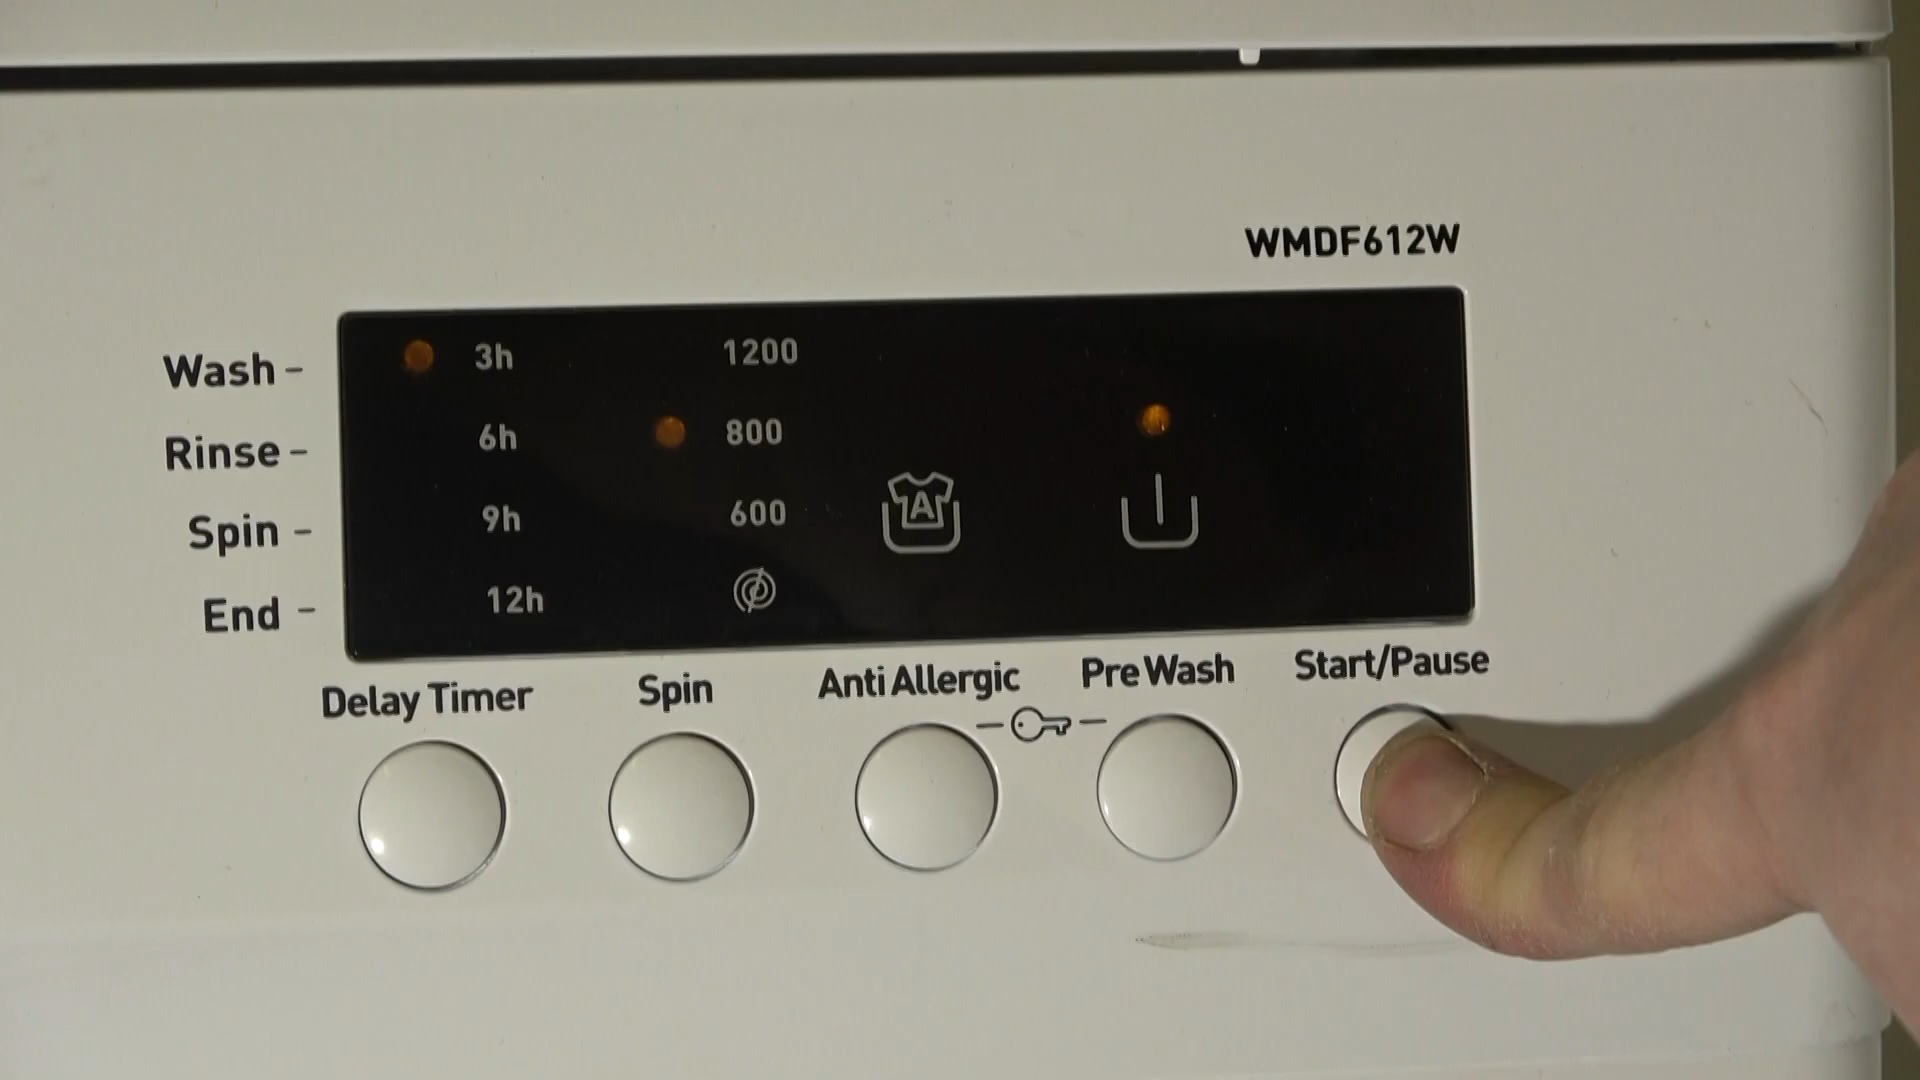 WMDF612W
Wash - 3h 1200
Rinse - 6h 800
Spin - 9h 600
End - 12h
A
Delay Timer Spin Anti Allergic Pre Wash Start/Pause